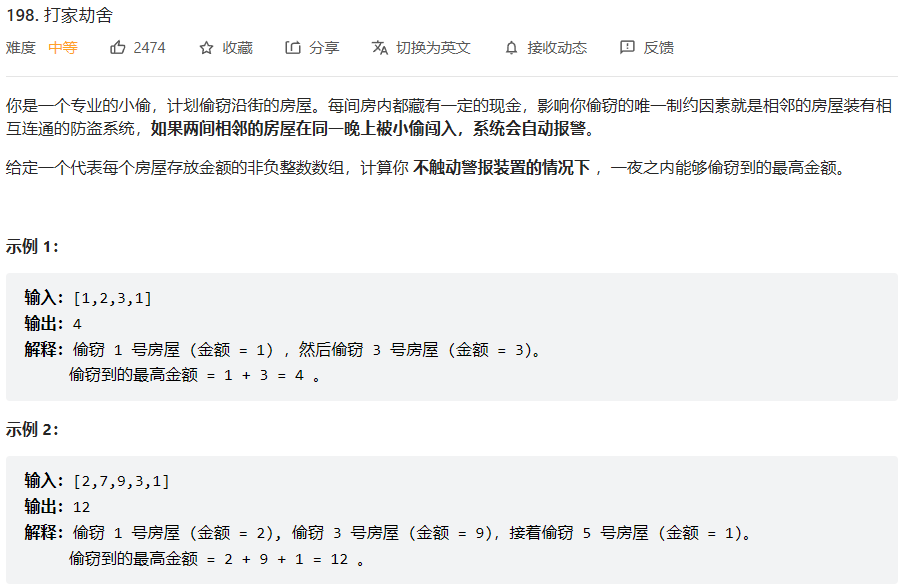 198. 打家劫舍
难度 中等 2474 收藏 分享 切换为英文 接收动态 反馈
你是一个专业的小偷，计划偷窃沿街的房屋。每间房内都藏有一定的现金，影响你偷窃的唯一制约因素就是相邻的房屋装有相
互连通的防盗系统，如果两间相邻的房屋在同一晚上被小偷闯入，系统会自动报警。
给定一个代表每个房屋存放金额的非负整数数组，计算你 不触动警报装置的情况下 ，一夜之内能够偷窃到的最高金额。
示例 1：
输入：[1,2,3,1]
输出：4
解释：偷窃 1 号房屋 (金额 = 1) ，然后偷窃 3 号房屋 (金额 = 3)。
偷窃到的最高金额 = 1 + 3 = 4 。
示例 2：
输入：[2,7,9,3,1]
输出：12
解释：偷窃 1 号房屋 (金额 = 2), 偷窃 3 号房屋 (金额 = 9)，接着偷窃 5 号房屋 (金额 = 1)。
偷窃到的最高金额 = 2 + 9 + 1 = 12 。